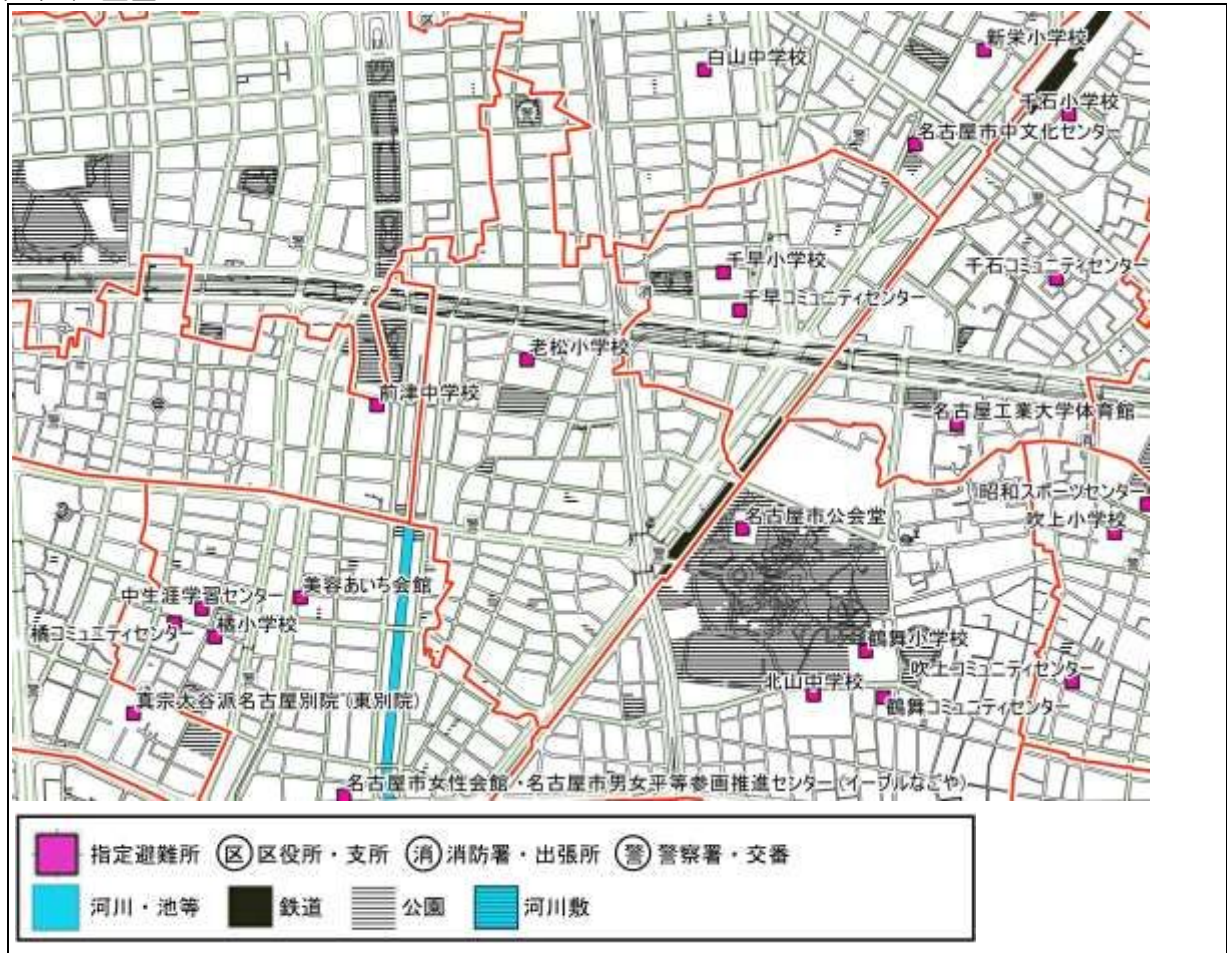 新栄小学校
白山中学校
千石小学校
名古屋市中文化センター
千早小学校
千石コミュニティセンター
千早コミュニティセンター
老松小学校
前津中学校
名古屋工業大学体育館
昭和スポーツセンター
名古屋市公会堂
吹上小学校
美容あいち会館
中生涯学習センター
橘小学校
橘コミュニティセンター
鶴舞小学校
吹上コミュニティセンター
北山中学校
鶴舞コミュニティセンター
真宗大谷派名古屋別院(東別院)
名古屋市女性会館・名古屋市男女平等参画推進センター(イーブルなごや)
指定避難所 区 区役所・支所 消 消防署・出張所 警 警察署・交番
河川・池等 鉄道 公園 河川敷